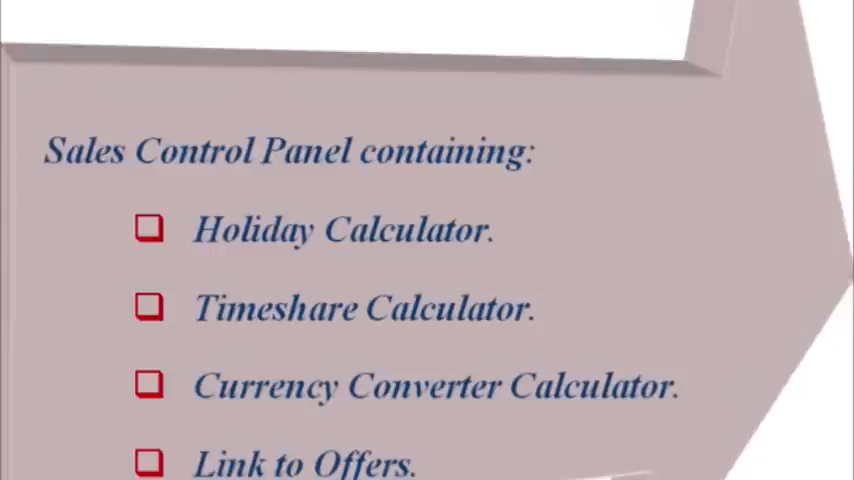 Sales Control Panel containing:
Holiday Calculator.
Timeshare Calculator.
Currency Converter Calculator.
Link to Offers.